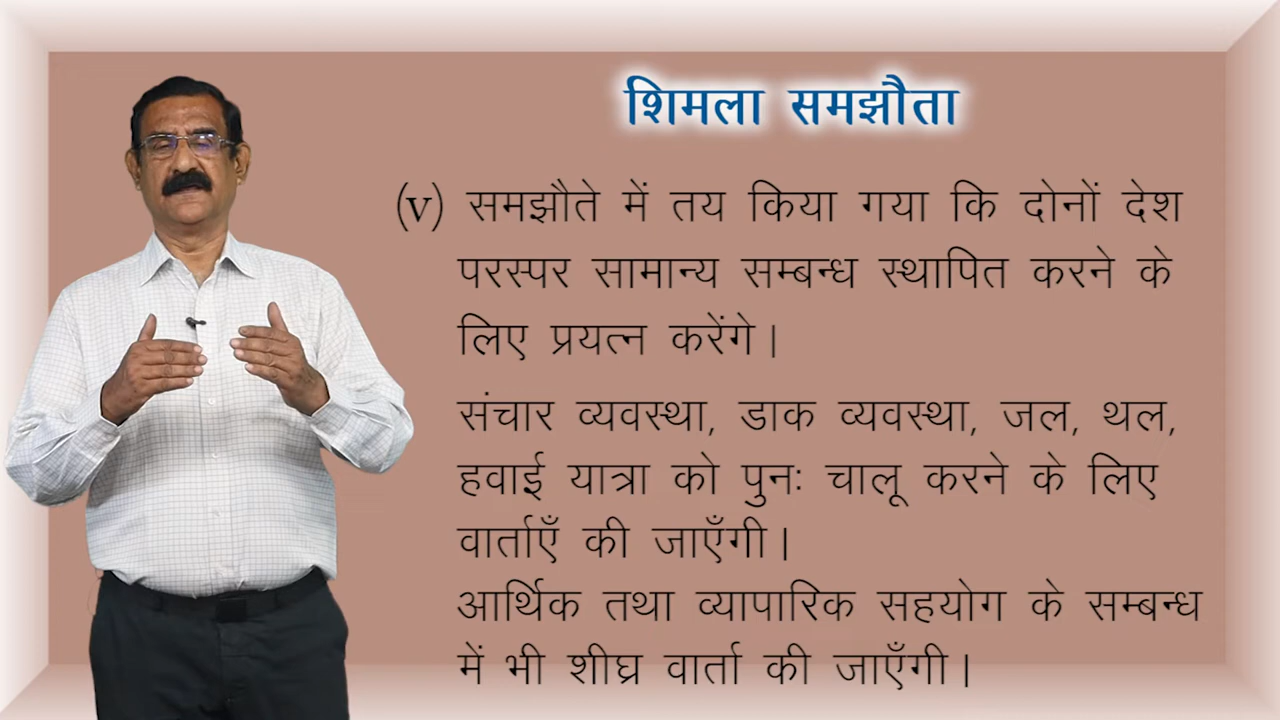 शिमला समझौता
(v) समझौते में तय किया गया कि दोनों देश
परस्पर सामान्य सम्बन्ध स्थापित करने के
लिए प्रयत्न करेंगे।
संचार व्यवस्था, डाक व्यवस्था, जल, थल,
हवाई यात्रा को पुनः चालू करने के लिए
वार्ताएँ की जाएँगी।
आर्थिक तथा व्यापारिक सहयोग के सम्बन्ध
में भी शीघ्र वार्ता की जाएँगी।